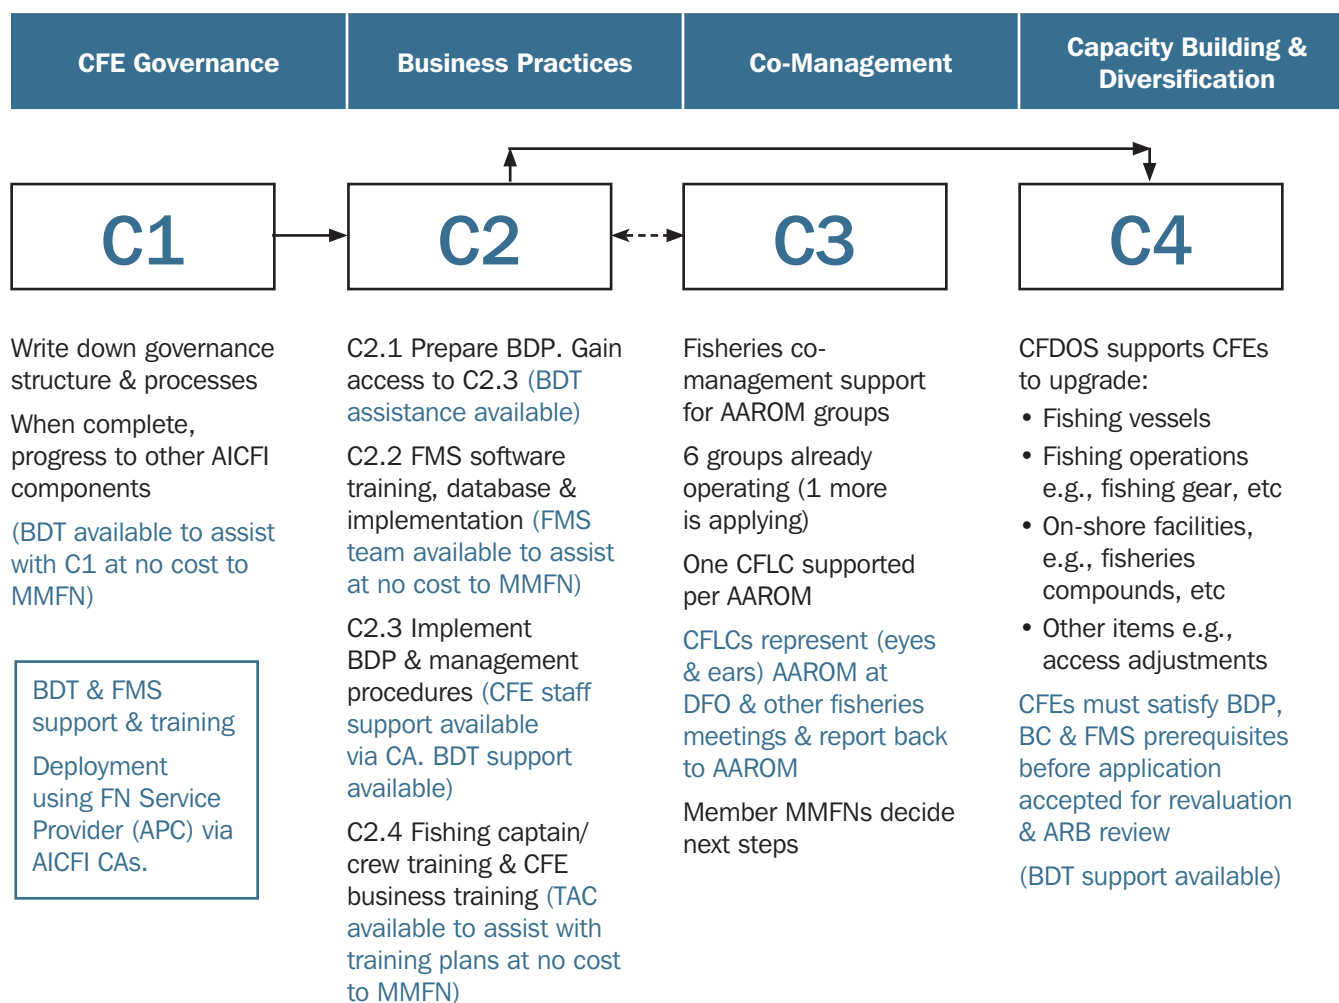 CFE Governance
Business Practices
Co-Management
Capacity Building &
Diversification
C1
C2
C3
C4
Write down governance
structure & processes
When complete,
progress to other AICFI
components
(BDT available to assist
with C1 at no cost to
MMFN)
BDT & FMS
support & training
Deployment
using FN Service
Provider (APC) via
AICFI CAs.
C2.1 Prepare BDP. Gain
access to C2.3 (BDT
assistance available)
C2.2 FMS software
training, database &
implementation (FMS
team available to assist
at no cost to MMFN)
C2.3 Implement
BDP & management
procedures (CFE staff
support available
via CA. BDT support
available)
C2.4 Fishing captain/
crew training & CFE
business training (TAC
available to assist with
training plans at no cost
to MMFN)
Fisheries co-
management support
for AAROM groups
6 groups already
operating (1 more
is applying)
One CFLC supported
per AAROM
CFLCs represent (eyes
& ears) AAROM at
DFO & other fisheries
meetings & report back
to AAROM
Member MMFNs decide
next steps
CFDOS supports CFEs
to upgrade:
• Fishing vessels
• Fishing operations
e.g., fishing gear, etc
• On-shore facilities,
e.g., fisheries
compounds, etc
• Other items e.g.,
access adjustments
CFEs must satisfy BDP,
BC & FMS prerequisites
before application
accepted for revaluation
& ARB review
(BDT support available)